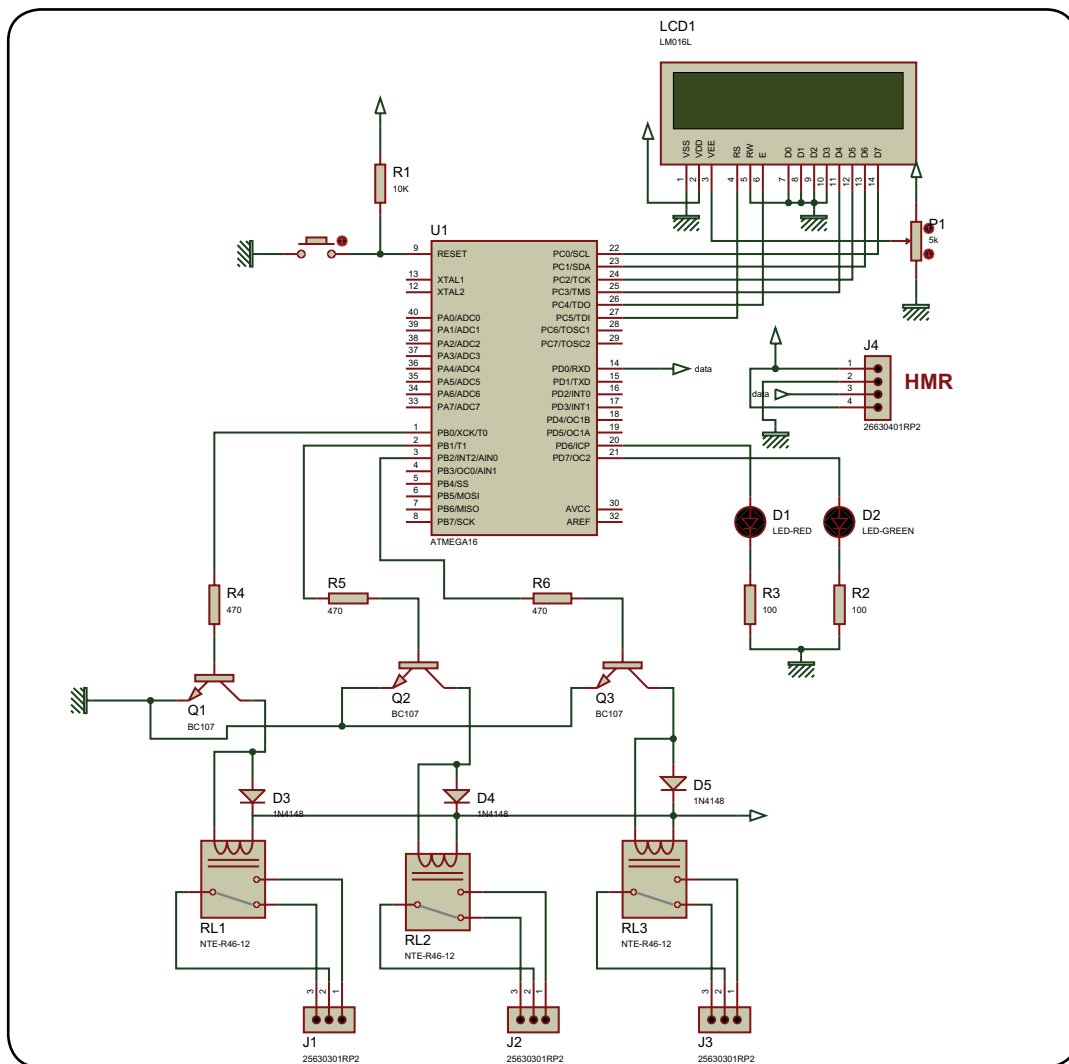 LCD1
LM016L
VSS VDD VEE RS RW E D0 D1 D2 D3 D4 D5 D6 D7
1 2 3 4 5 6 7 8 9 10 11 12 13 14
R1
10K
P1
5k
U1
9 RESET PC0/SCL 22
PC1/SDA 23
13 XTAL1 PC2/TCK 24
12 XTAL2 PC3/TMS 25
PC4/TDO 26
40 PA0/ADC0 PC5/TDI 27
39 PA1/ADC1 PC6/TOSC1 28
38 PA2/ADC2 PC7/TOSC2 29
37 PA3/ADC3
36 PA4/ADC4 PD0/RXD 14 data
35 PA5/ADC5 PD1/TXD 15
34 PA6/ADC6 PD2/INT0 16
33 PA7/ADC7 PD3/INT1 17
PD4/OC1B 18
1 PB0/XCK/T0 PD5/OC1A 19
2 PB1/T1 PD6/ICP 20
3 PB2/INT2/AIN0 PD7/OC2 21
4 PB3/OC0/AIN1
5 PB4/SS
6 PB5/MOSI
7 PB6/MISO AVCC 30
8 PB7/SCK AREF 32
ATMEGA16
J4
1
2
data 3
4
HMR
26630401RP2
D1
LED-RED
D2
LED-GREEN
R4
470
R5
470
R6
470
R3
100
R2
100
Q1
BC107
Q2
BC107
Q3
BC107
D3
1N4148
D4
1N4148
D5
1N4148
RL1
NTE-R46-12
RL2
NTE-R46-12
RL3
NTE-R46-12
3 2 1
J1
25630301RP2
3 2 1
J2
25630301RP2
3 2 1
J3
25630301RP2